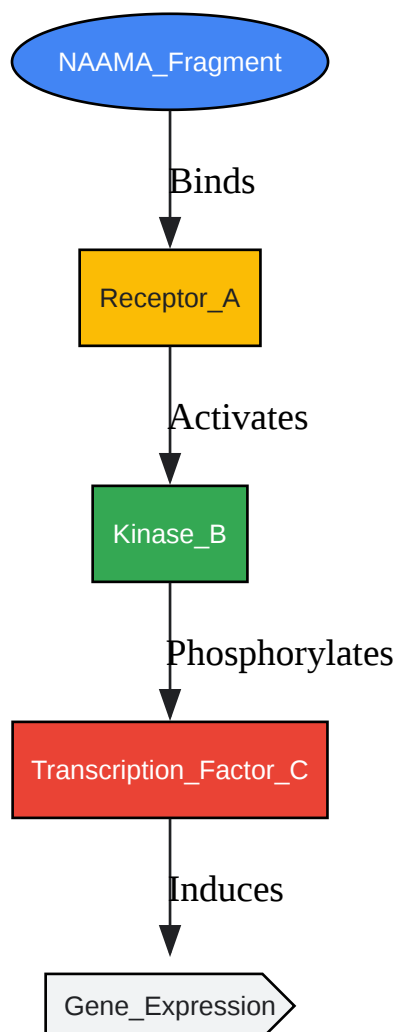 NAAMA_Fragment
Binds
Receptor_A
Activates
Kinase_B
Phosphorylates
Transcription_Factor_C
Induces
Gene_Expression